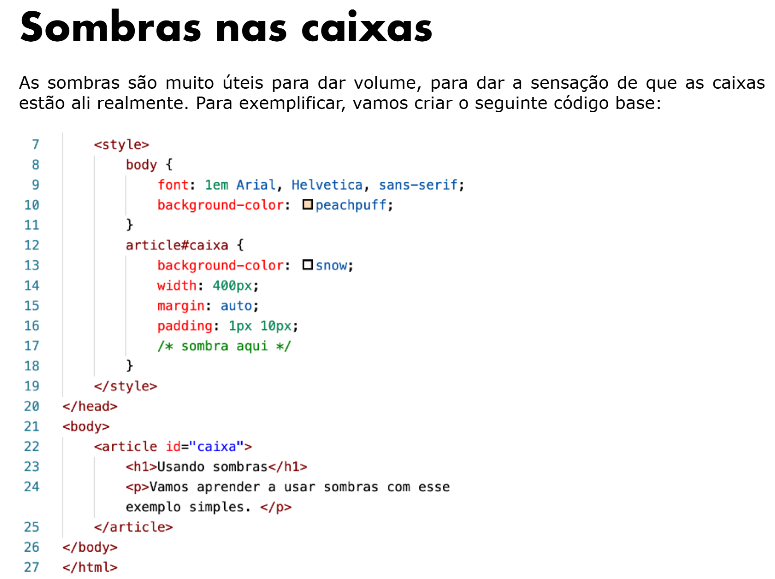 Sombras nas caixas
As sombras são muito úteis para dar volume, para dar a sensação de que as caixas
estão ali realmente. Para exemplificar, vamos criar o seguinte código base:
7 <style>
8 body {
9 font: 1em Arial, Helvetica, sans-serif;
10 background-color: peachpuff;
11 }
12 article#caixa {
13 background-color: snow;
14 width: 400px;
15 margin: auto;
16 padding: 1px 10px;
17 /* sombra aqui */
18 }
19 </style>
20 </head>
21 <body>
22 <article id="caixa">
23 <h1>Usando sombras</h1>
24 <p>Vamos aprender a usar sombras com esse
exemplo simples. </p>
25 </article>
26 </body>
27 </html>